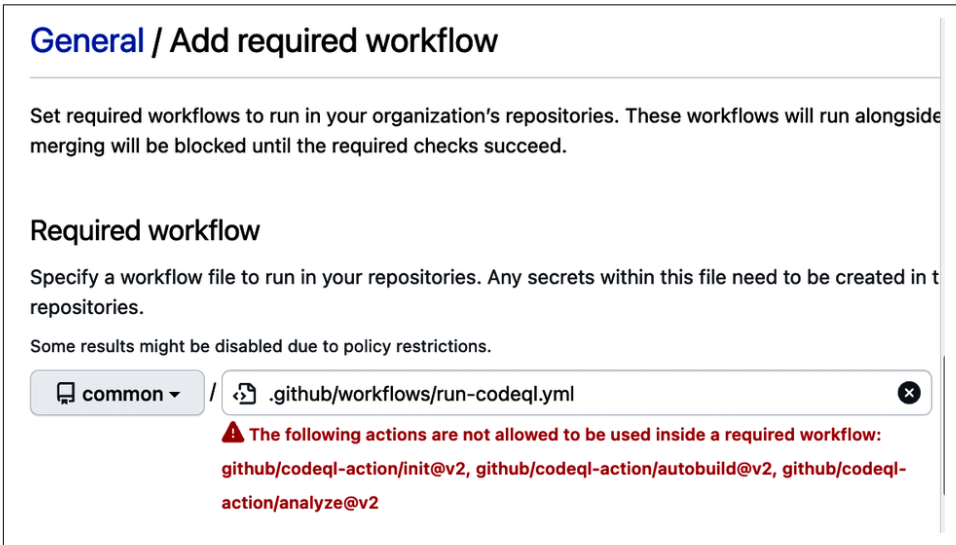 General / Add required workflow
Set required workflows to run in your organization's repositories. These workflows will run alongside
merging will be blocked until the required checks succeed.
Required workflow
Specify a workflow file to run in your repositories. Any secrets within this file need to be created in t
repositories.
Some results might be disabled due to policy restrictions.
common / .github/workflows/run-codeql.yml
The following actions are not allowed to be used inside a required workflow:
github/codeql-action/init@v2, github/codeql-action/autobuild@v2, github/codeql-
action/analyze@v2